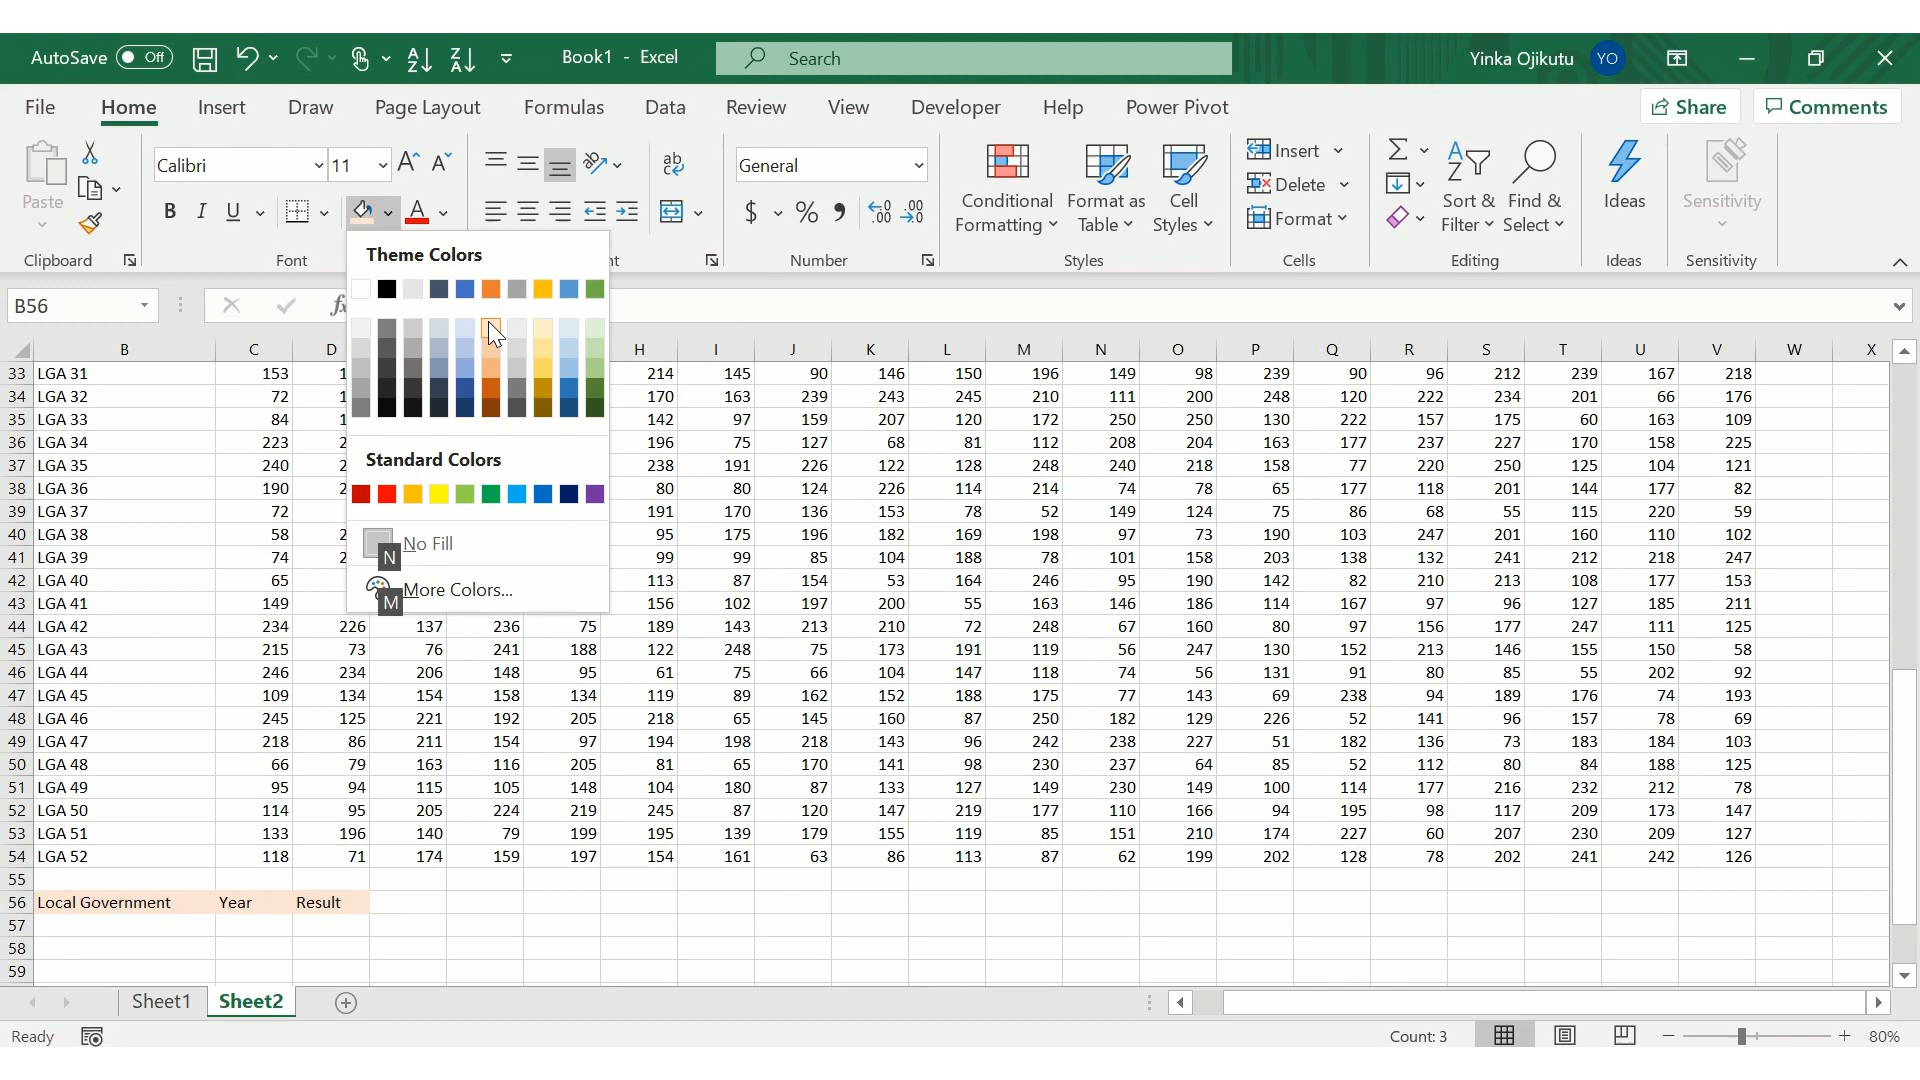 AutoSave Off Book1 - Excel Search Yinka Ojikutu YO
File Home Insert Draw Page Layout Formulas Data Review View Developer Help Power Pivot Share Comments
Paste
Calibri 11
B I U
ab
General
$ % 9 .00 .00
Conditional Formatting
Format as Table
Cell Styles
Insert
Delete
Format
Sort & Filter
Find & Select
Ideas
Sensitivity
Clipboard Font Number Styles Cells Editing Ideas Sensitivity
B56 fx
Theme Colors
Standard Colors
No Fill
N
More Colors...
M
B C D H I J K L M N O P Q R S T U V W X
33 LGA 31 153 1 214 145 90 146 150 196 149 98 239 90 96 212 239 167 218
34 LGA 32 72 1 170 163 239 243 245 210 111 200 248 120 222 234 201 66 176
35 LGA 33 84 1 142 97 159 207 120 172 250 250 130 222 157 175 60 163 109
36 LGA 34 223 2 196 75 127 68 81 112 208 204 163 177 237 227 170 158 225
37 LGA 35 240 2 238 191 226 122 128 248 240 218 158 77 220 250 125 104 121
38 LGA 36 190 2 80 80 124 226 114 214 74 78 65 177 118 201 144 177 82
39 LGA 37 72 191 170 136 153 78 52 149 124 75 86 68 55 115 220 59
40 LGA 38 58 2 95 175 196 182 169 198 97 73 190 103 247 201 160 110 102
41 LGA 39 74 2 99 99 85 104 188 78 101 158 203 138 132 241 212 218 247
42 LGA 40 65 113 87 154 53 164 246 95 190 142 82 210 213 108 177 153
43 LGA 41 149 156 102 197 200 55 163 146 186 114 167 97 96 127 185 211
44 LGA 42 234 226 137 236 75 189 143 213 210 72 248 67 160 80 97 156 177 247 111 125
45 LGA 43 215 73 76 241 188 122 248 75 173 191 119 56 247 130 152 213 146 155 150 58
46 LGA 44 246 234 206 148 95 61 75 66 104 147 118 74 56 131 91 80 85 55 202 92
47 LGA 45 109 134 154 158 134 119 89 162 152 188 175 77 143 69 238 94 189 176 74 193
48 LGA 46 245 125 221 192 205 218 65 145 160 87 250 182 129 226 52 141 96 157 78 69
49 LGA 47 218 86 211 154 97 194 198 218 143 96 242 238 227 51 182 136 73 183 184 103
50 LGA 48 66 79 163 116 205 81 65 170 141 98 230 237 64 85 52 112 80 84 188 125
51 LGA 49 95 94 115 105 148 104 180 87 133 127 149 230 149 100 114 177 216 232 212 78
52 LGA 50 114 95 205 224 219 245 87 120 147 219 177 110 166 94 195 98 117 209 173 147
53 LGA 51 133 196 140 79 199 195 139 179 155 119 85 151 210 174 227 60 207 230 209 127
54 LGA 52 118 71 174 159 197 154 161 63 86 113 87 62 199 202 128 78 202 241 242 126
55
56 Local Government Year Result
57
58
59
Sheet1 Sheet2
Ready Count: 3 80%